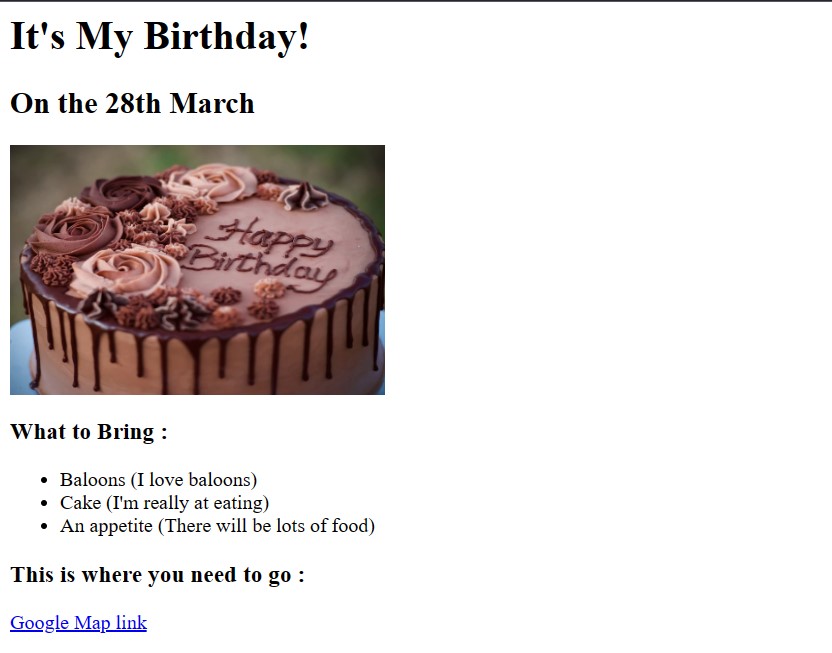 It's My Birthday!
On the 28th March
Happy
Birthday
What to Bring :
Baloons (I love baloons)
Cake (I'm really at eating)
An appetite (There will be lots of food)
This is where you need to go :
Google Map link